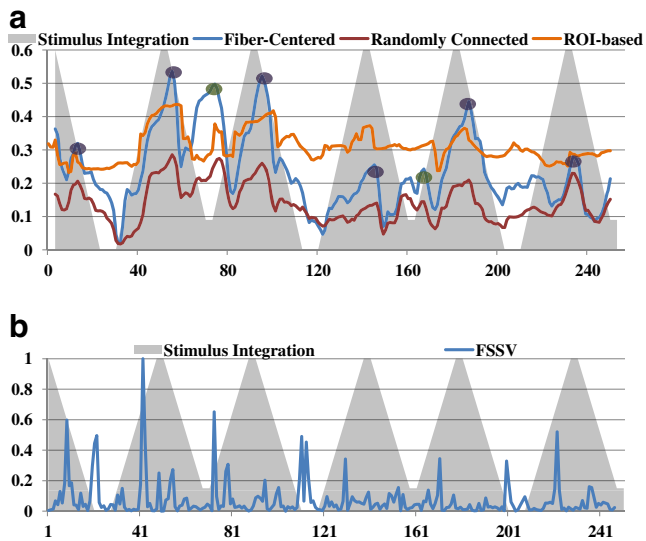 a
Stimulus Integration Fiber-Centered Randomly Connected ROI-based
0.6
0.5
0.4
0.3
0.2
0.1
0
0 40 80 120 160 200 240
b
Stimulus Integration FSSV
1
0.8
0.6
0.4
0.2
0
1 41 81 121 161 201 241